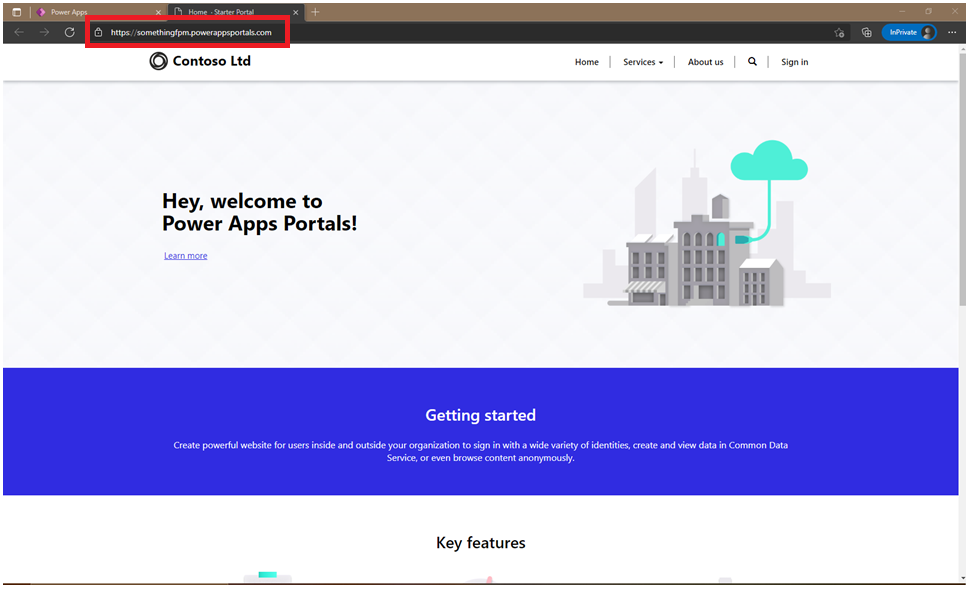 Power Apps
Home - Starter Portal
https://somethingfpm.powerappsportals.com
InPrivate
Contoso Ltd
Home
Services
About us
Sign in
Hey, welcome to
Power Apps Portals!
Learn more
Getting started
Create powerful website for users inside and outside your organization to sign in with a wide variety of identities, create and view data in Common Data
Service, or even browse content anonymously.
Key features